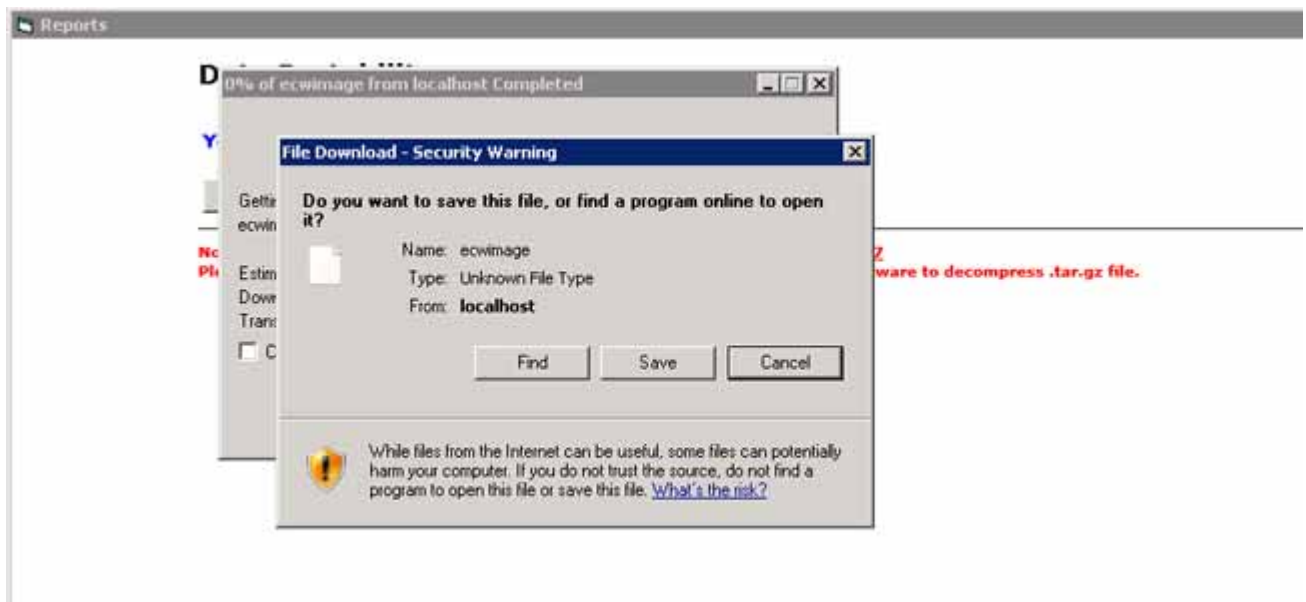 Reports
0% of ecwimage from localhost Completed
File Download - Security Warning
Do you want to save this file, or find a program online to open
it?
Name: ecwimage
Type: Unknown File Type
From: localhost
Find Save Cancel
ware to decompress .tar.gz file.
While files from the Internet can be useful, some files can potentially
harm your computer. If you do not trust the source, do not find a
program to open this file or save this file. What's the risk?